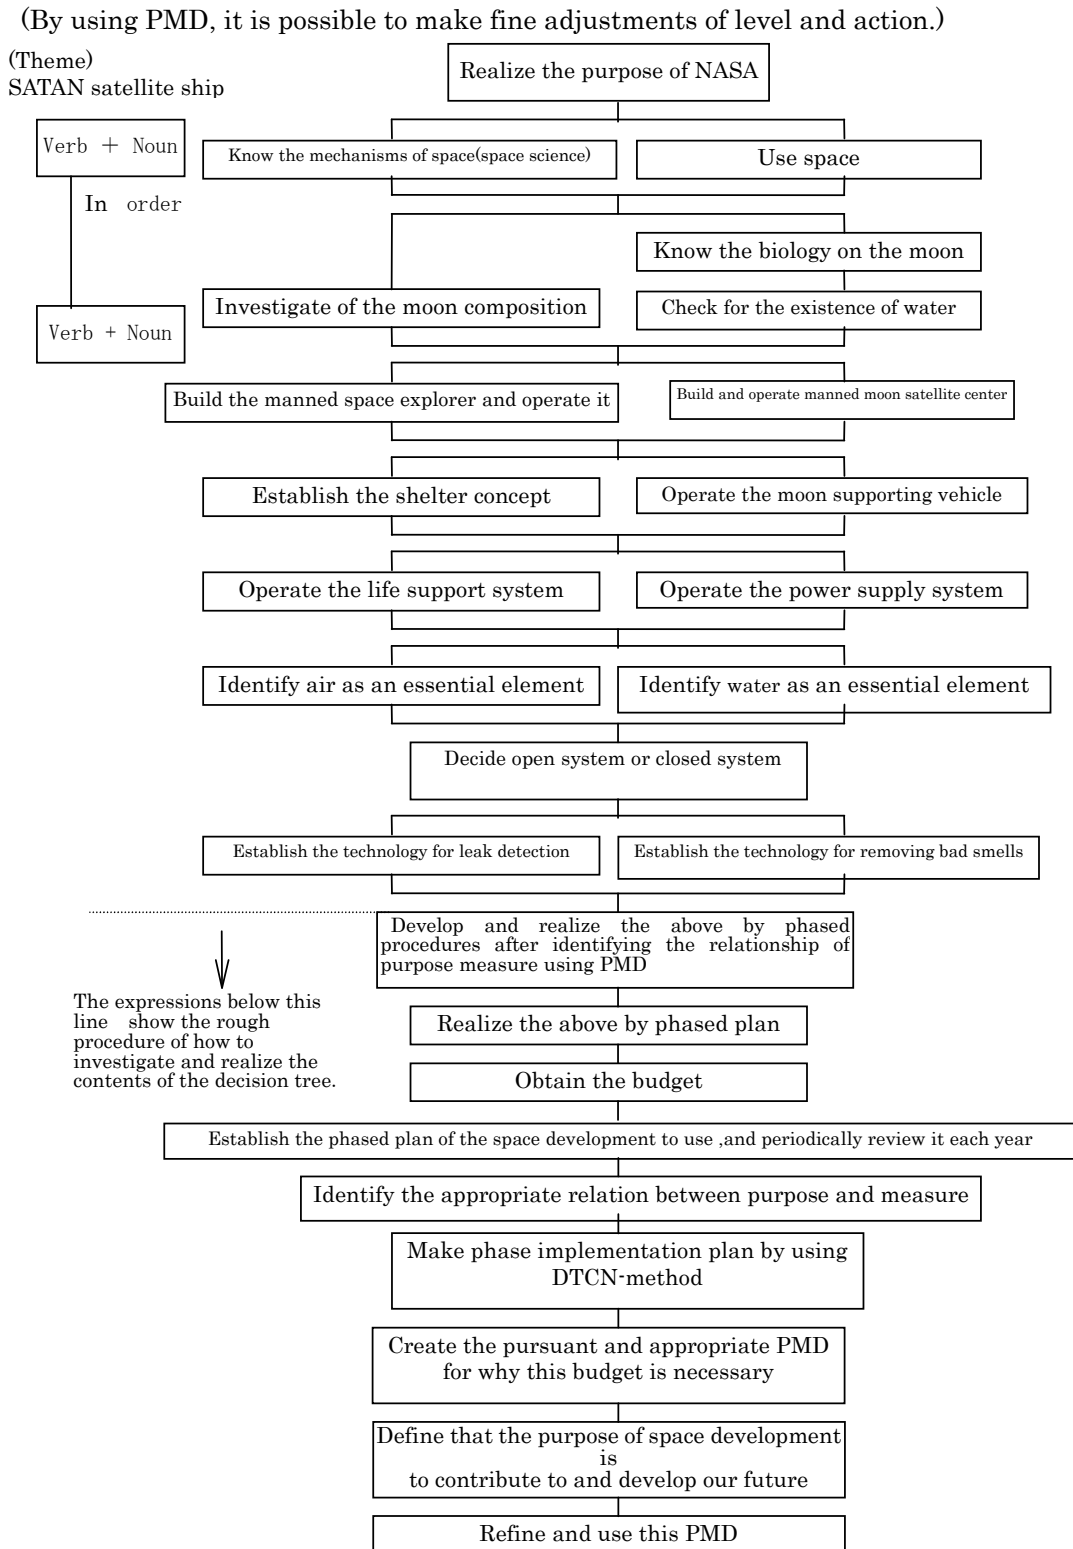 (By using PMD, it is possible to make fine adjustments of level and action.)
(Theme)
SATAN satellite ship
Realize the purpose of NASA
Verb + Noun
In order
Verb + Noun
Know the mechanisms of space(space science)
Use space
Know the biology on the moon
Investigate of the moon composition
Check for the existence of water
Build the manned space explorer and operate it
Build and operate manned moon satellite center
Establish the shelter concept
Operate the moon supporting vehicle
Operate the life support system
Operate the power supply system
Identify air as an essential element
Identify water as an essential element
Decide open system or closed system
Establish the technology for leak detection
Establish the technology for removing bad smells
Develop and realize the above by phased
procedures after identifying the relationship of
purpose measure using PMD
The expressions below this
line show the rough
procedure of how to
investigate and realize the
contents of the decision tree.
Realize the above by phased plan
Obtain the budget
Establish the phased plan of the space development to use ,and periodically review it each year
Identify the appropriate relation between purpose and measure
Make phase implementation plan by using
DTCN-method
Create the pursuant and appropriate PMD
for why this budget is necessary
Define that the purpose of space development
is
to contribute to and develop our future
Refine and use this PMD